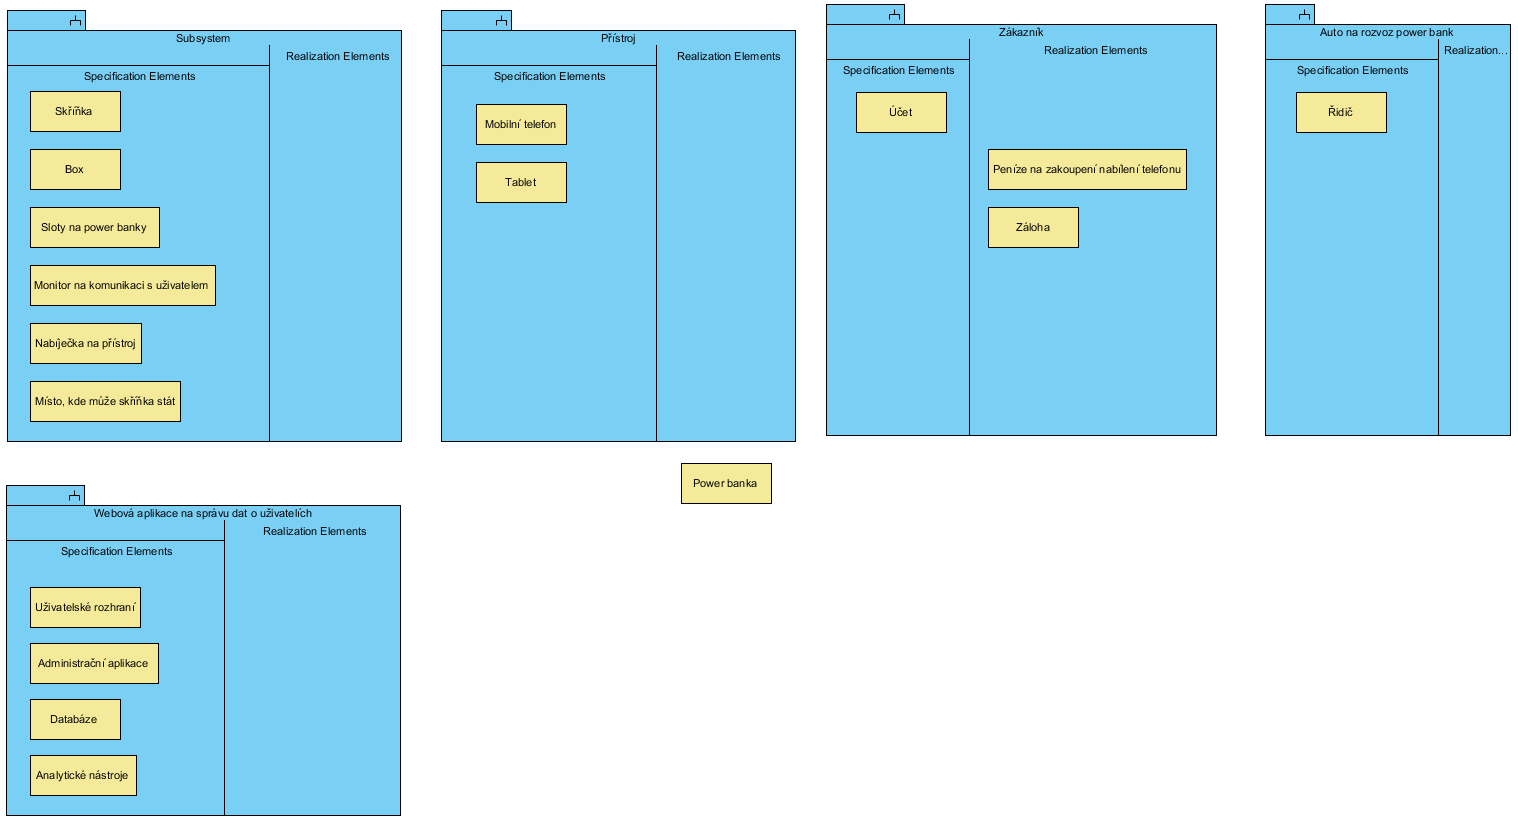 Subsystem
Realization Elements
Specification Elements
Skříňka
Box
Sloty na power banky
Monitor na komunikaci s uživatelem
Nabíječka na přístroj
Místo, kde může skříňka stát
Přístroj
Realization Elements
Specification Elements
Mobilní telefon
Tablet
Zákazník
Realization Elements
Specification Elements
Účet
Peníze na zakoupení nabílení telefonu
Záloha
Auto na rozvoz power bank
Realization...
Specification Elements
Řidič
Power banka
Webová aplikace na správu dat o uživatelích
Realization Elements
Specification Elements
Uživatelské rozhraní
Administrační aplikace
Databáze
Analytické nástroje